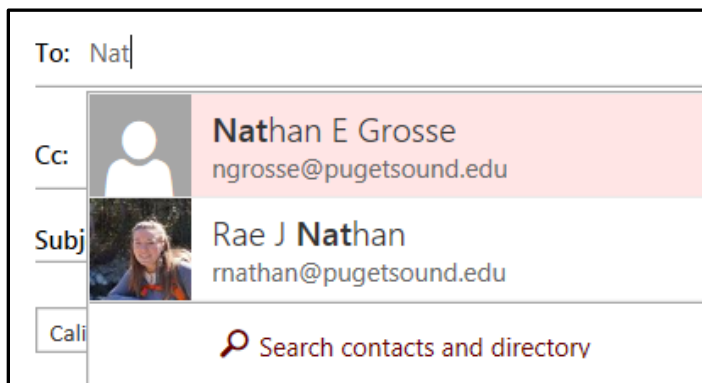 To: Nat
Nathan E Grosse
ngrosse@pugetsound.edu
Cc:
Rae J Nathan
rnathan@pugetsound.edu
Subj
Cali
Search contacts and directory